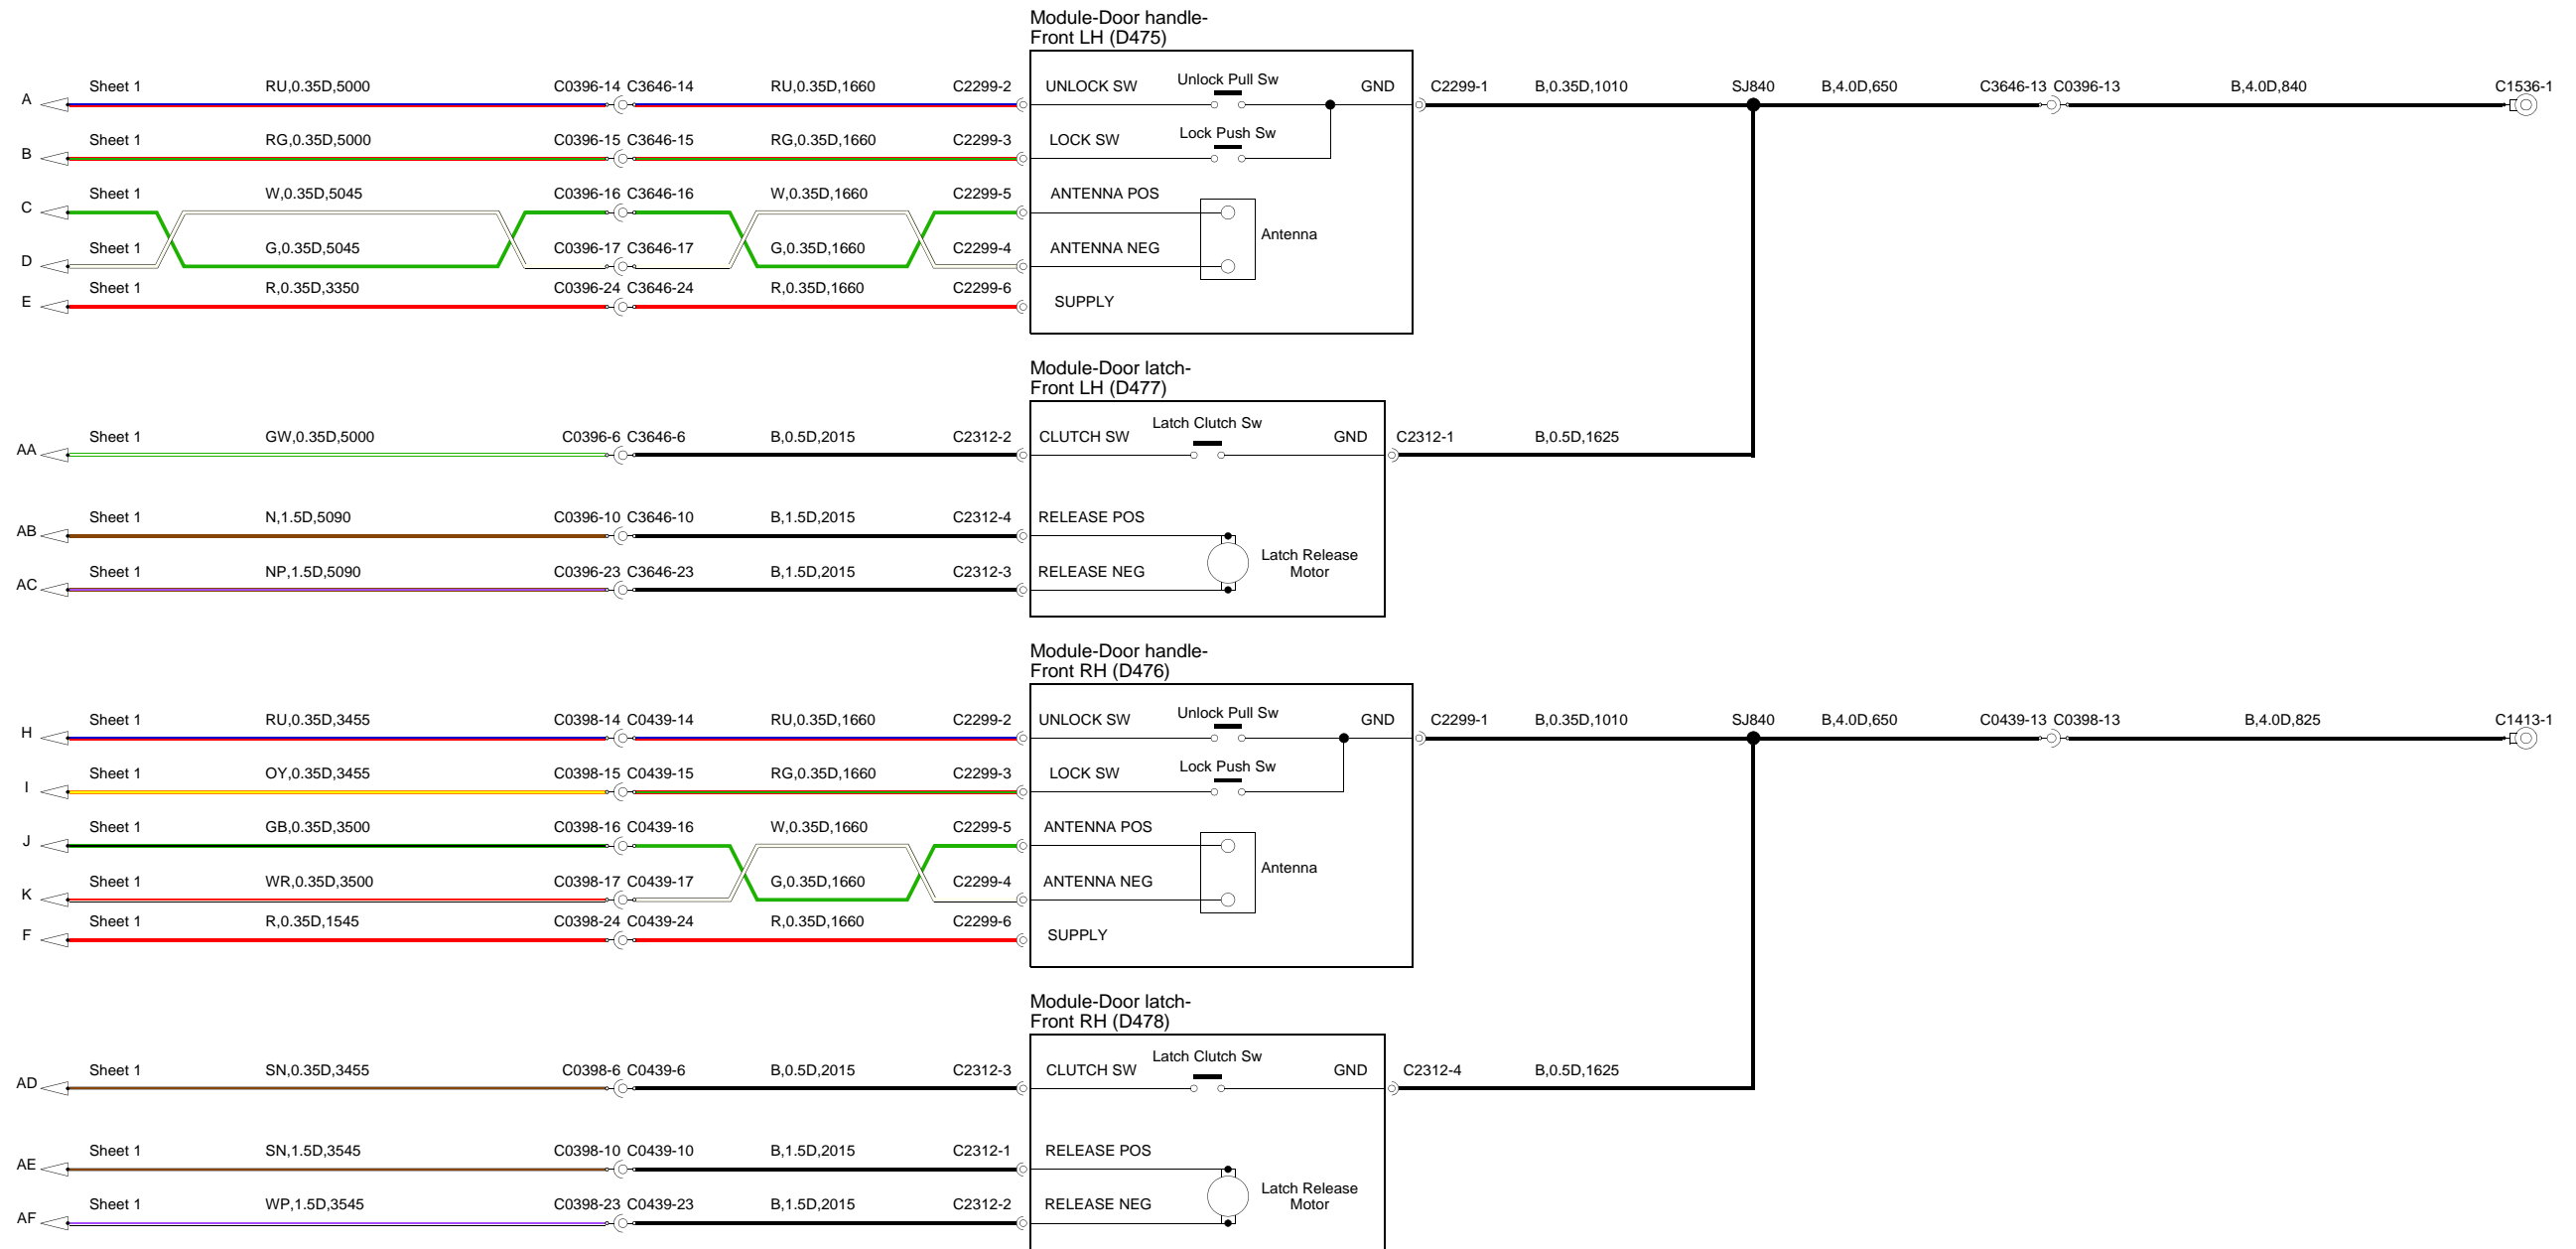 Module-Door handle-
Front LH (D475)
A Sheet 1 RU,0.35D,5000 C0396-14 C3646-14 RU,0.35D,1660 C2299-2 UNLOCK SW Unlock Pull Sw GND C2299-1 B,0.35D,1010 SJ840 B,4.0D,650 C3646-13 C0396-13 B,4.0D,840 C1536-1
B Sheet 1 RG,0.35D,5000 C0396-15 C3646-15 RG,0.35D,1660 C2299-3 LOCK SW Lock Push Sw
C Sheet 1 W,0.35D,5045 C0396-16 C3646-16 W,0.35D,1660 C2299-5 ANTENNA POS
Antenna
D Sheet 1 G,0.35D,5045 C0396-17 C3646-17 G,0.35D,1660 C2299-4 ANTENNA NEG
E Sheet 1 R,0.35D,3350 C0396-24 C3646-24 R,0.35D,1660 C2299-6 SUPPLY
Module-Door latch-
Front LH (D477)
AA Sheet 1 GW,0.35D,5000 C0396-6 C3646-6 B,0.5D,2015 C2312-2 CLUTCH SW Latch Clutch Sw GND C2312-1 B,0.5D,1625
AB Sheet 1 N,1.5D,5090 C0396-10 C3646-10 B,1.5D,2015 C2312-4 RELEASE POS
Latch Release
Motor
AC Sheet 1 NP,1.5D,5090 C0396-23 C3646-23 B,1.5D,2015 C2312-3 RELEASE NEG
Module-Door handle-
Front RH (D476)
H Sheet 1 RU,0.35D,3455 C0398-14 C0439-14 RU,0.35D,1660 C2299-2 UNLOCK SW Unlock Pull Sw GND C2299-1 B,0.35D,1010 SJ840 B,4.0D,650 C0439-13 C0398-13 B,4.0D,825 C1413-1
I Sheet 1 OY,0.35D,3455 C0398-15 C0439-15 RG,0.35D,1660 C2299-3 LOCK SW Lock Push Sw
J Sheet 1 GB,0.35D,3500 C0398-16 C0439-16 W,0.35D,1660 C2299-5 ANTENNA POS
Antenna
K Sheet 1 WR,0.35D,3500 C0398-17 C0439-17 G,0.35D,1660 C2299-4 ANTENNA NEG
F Sheet 1 R,0.35D,1545 C0398-24 C0439-24 R,0.35D,1660 C2299-6 SUPPLY
Module-Door latch-
Front RH (D478)
AD Sheet 1 SN,0.35D,3455 C0398-6 C0439-6 B,0.5D,2015 C2312-3 CLUTCH SW Latch Clutch Sw GND C2312-4 B,0.5D,1625
AE Sheet 1 SN,1.5D,3545 C0398-10 C0439-10 B,1.5D,2015 C2312-1 RELEASE POS
Latch Release
Motor
AF Sheet 1 WP,1.5D,3545 C0398-23 C0439-23 B,1.5D,2015 C2312-2 RELEASE NEG